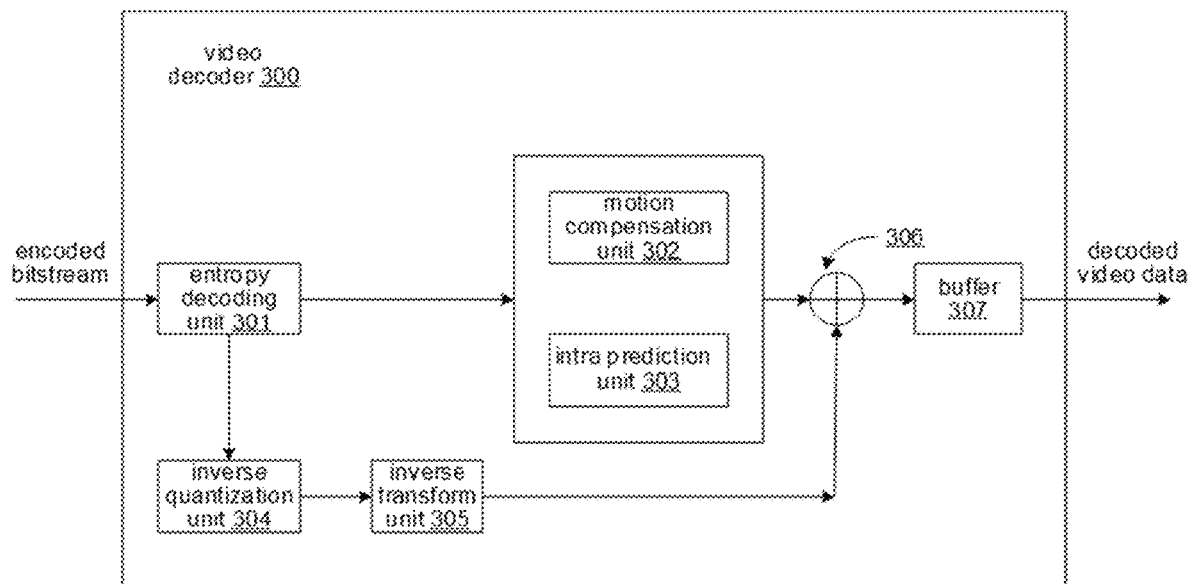 video
decoder 300
encoded
bitstream
entropy
decoding
unit 301
motion
compensation
unit 302
intra prediction
unit 303
306
buffer
307
decoded
video data
inverse
quantization
unit 304
inverse
transform
unit 305